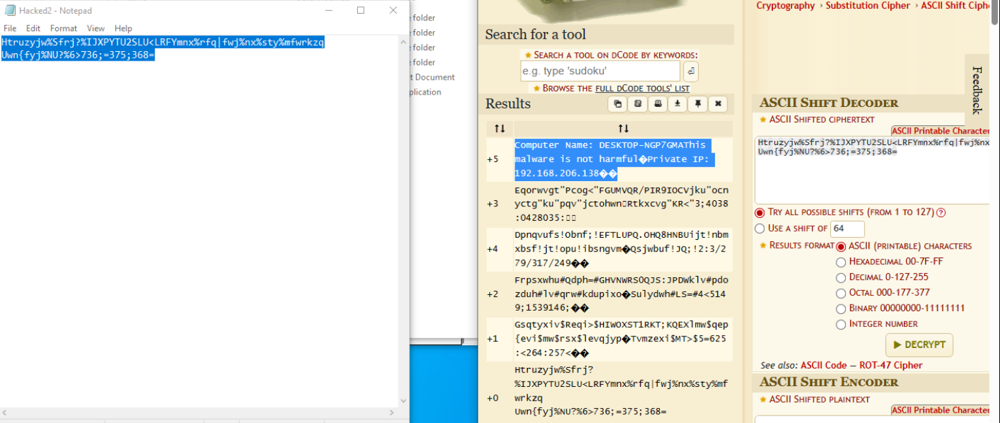 Hacked2 - Notepad
File Edit Format View Help
Htruzyjw%Sfrj?%IJXPYTU2SLU<LRFYmnx%rfq|fwj%nx%sty%mfwrkzq
Uwn{fyj%NU?%6>736;=375;368=
folder
folder
folder
folder
t Document
plication
Search for a tool
★ Search a tool on dCode by keywords:
e.g. type 'sudoku'
★ Browse the full dCode tools' list
Results
↑↓ ↑↓
+5
Computer Name: DESKTOP-NGP7GMAThis
malware is not harmful�Private IP:
192.168.206.138��
+3
Eqorwvgt"Pcog<"FGUMVQR/PIR9IOCVjku"ocn
yctg"ku"pqv"jctohwn▯Rtkxcvg"KR<"3;4038
:0428035:▯▯
+4
Dpnqvufs!Obnf;!EFTLUPQ.OHQ8HNBUijt!nbm
xbsf!jt!opu!ibsngvm�Qsjwbuf!JQ;!2:3/2
79/317/249��
+2
Frpsxwhu#Qdph=#GHVNWRS0QJS:JPDWklv#pdo
zduh#lv#qrw#kdupixo�Sulydwh#LS=#4<5149
;1539146;��
+1
Gsqtyxiv$Reqi>$HIWOXST1RKT;KQEXlmw$qep
{evi$mw$rsx$levqjyp�Tvmzexi$MT>$5=625
:<264:257<��
+0
Htruzyjw%Sfrj?
%IJXPYTU2SLU<LRFYmnx%rfq|fwj%nx%sty%mf
wrkzq
Uwn{fyj%NU?%6>736;=375;368=
Cryptography › Substitution Cipher › ASCII Shift Ciphe
Feedback
ASCII Shift Decoder
★ ASCII Shifted ciphertext
ASCII Printable Character
Htruzyjw%Sfrj?%IJXPYTU2SLU<LRFYmnx%rfq|fwj%nx
Uwn{fyj%NU?%6>736;=375;368=
Try all possible shifts (from 1 to 127) ?
Use a shift of 64
★ Results format ASCII (printable) characters
Hexadecimal 00-7F-FF
Decimal 0-127-255
Octal 000-177-377
Binary 00000000-11111111
Integer number
▶ DECRYPT
See also: ASCII Code – ROT-47 Cipher
ASCII Shift Encoder
★ ASCII Shifted plaintext
ASCII Printable Character